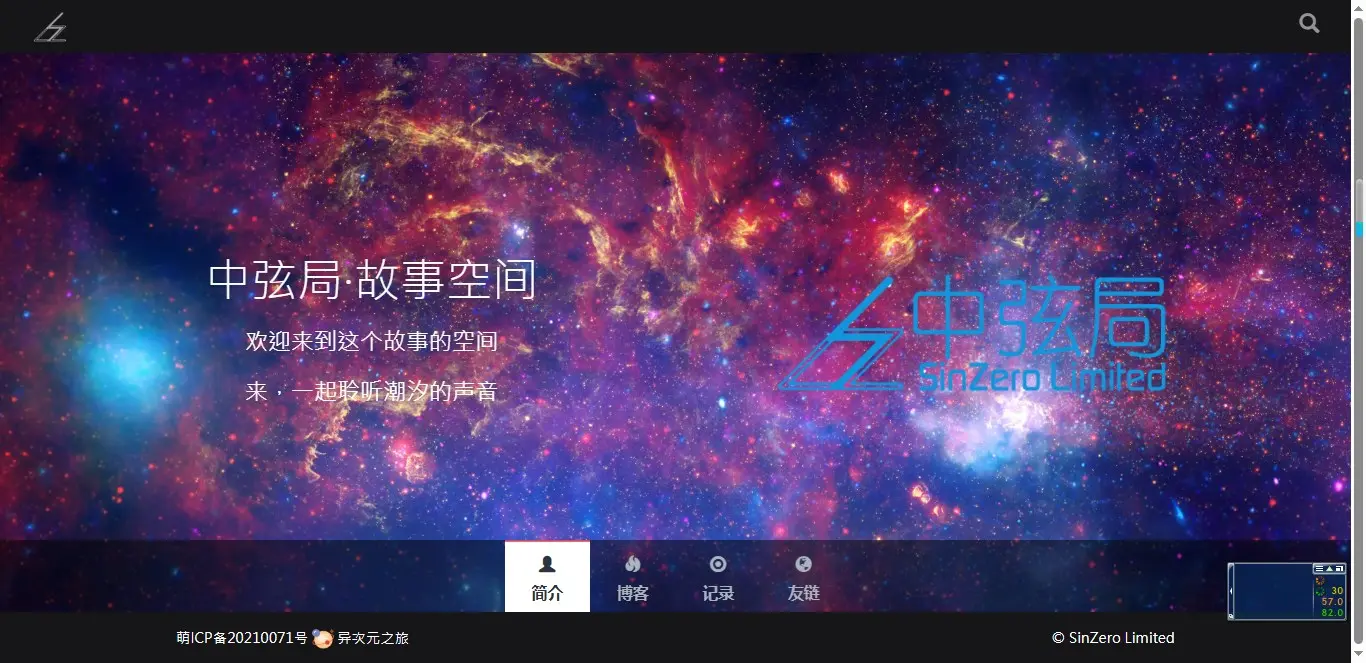 中弦局·故事空间
欢迎来到这个故事的空间
来，一起聆听潮汐的声音
中弦局
SinZero Limited
简介
博客
记录
友链
30
57.0
82.0
萌ICP备20210071号 异次元之旅
© SinZero Limited